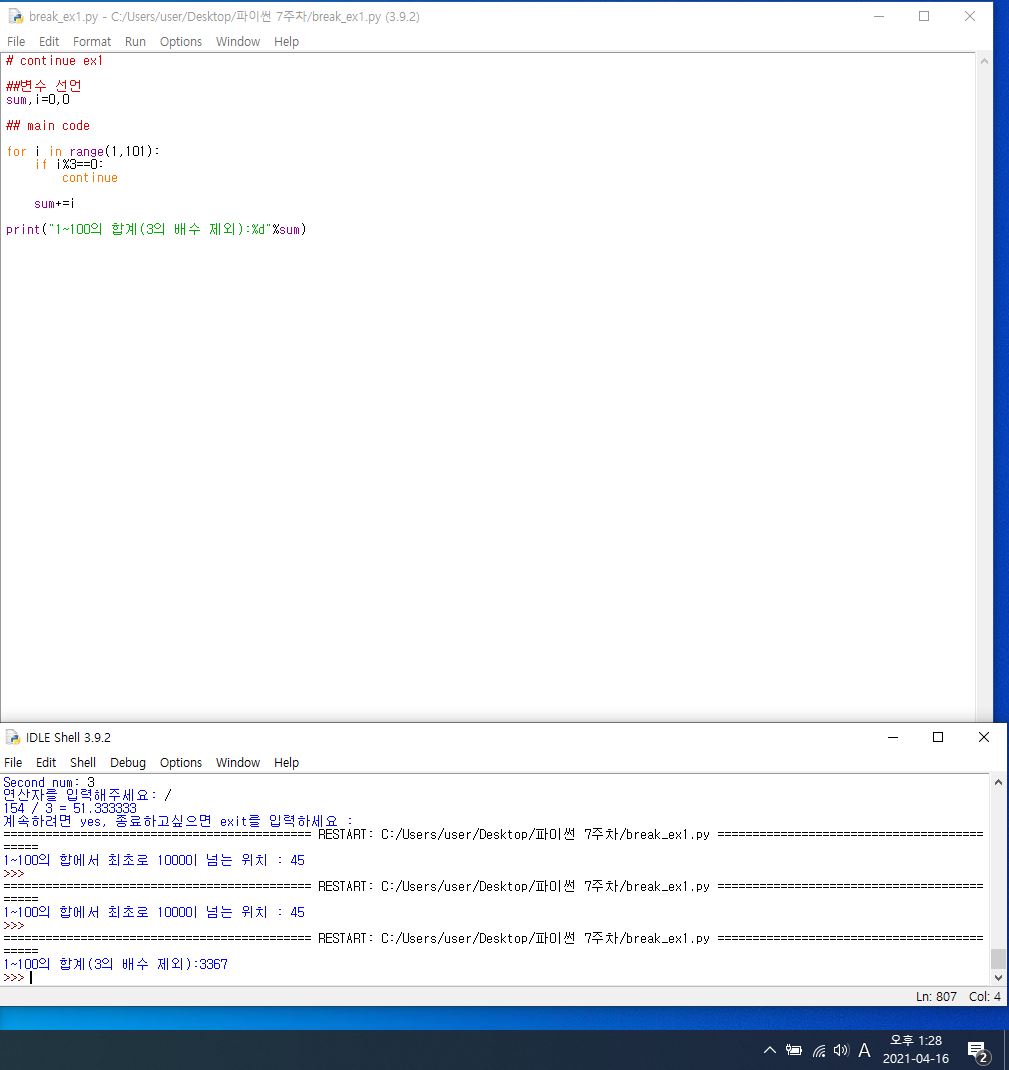 break_ex1.py - C:/Users/user/Desktop/파이썬 7주차/break_ex1.py (3.9.2)
File Edit Format Run Options Window Help
# continue ex1
##변수 선언
sum,i=0,0
## main code
for i in range(1,101):
    if i%3==0:
        continue
    sum+=i
print("1~100의 합계(3의 배수 제외):%d"%sum)
IDLE Shell 3.9.2
File Edit Shell Debug Options Window Help
Second num: 3
연산자를 입력해주세요: /
154 / 3 = 51.333333
계속하려면 yes, 종료하고싶으면 exit를 입력하세요 :
============================================ RESTART: C:/Users/user/Desktop/파이썬 7주차/break_ex1.py ======================================
=====
1~100의 합에서 최초로 1000이 넘는 위치 : 45
>>>
============================================ RESTART: C:/Users/user/Desktop/파이썬 7주차/break_ex1.py ======================================
=====
1~100의 합에서 최초로 1000이 넘는 위치 : 45
>>>
============================================ RESTART: C:/Users/user/Desktop/파이썬 7주차/break_ex1.py ======================================
=====
1~100의 합계(3의 배수 제외):3367
>>>
Ln: 807 Col: 4
A
오후 1:28
2021-04-16
2